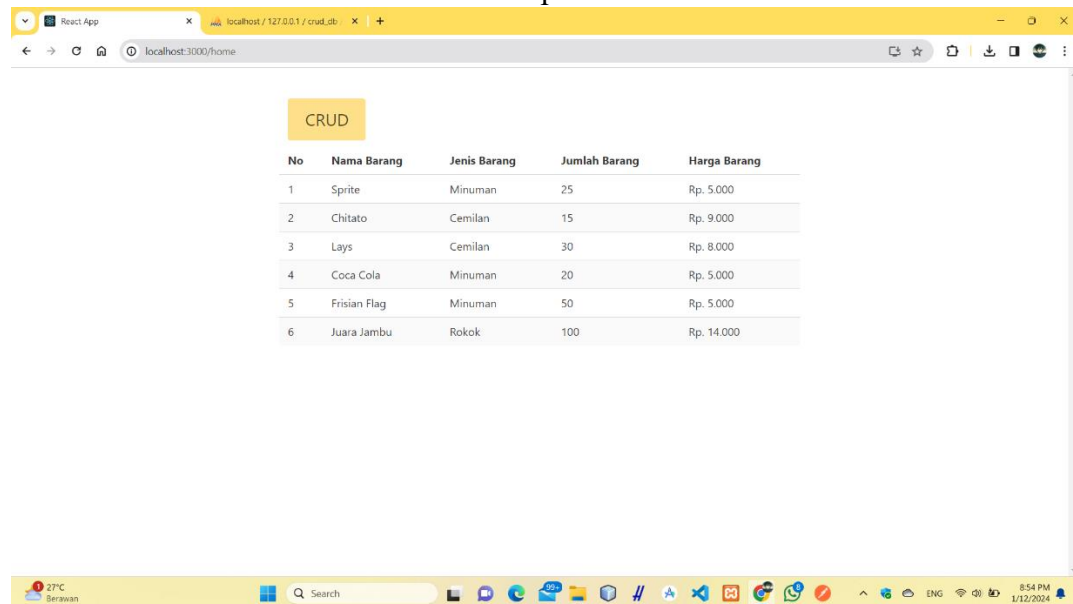 React App
localhost / 127.0.0.1 / crud_db
localhost:3000/home
CRUD
No Nama Barang Jenis Barang Jumlah Barang Harga Barang
1 Sprite Minuman 25 Rp. 5.000
2 Chitato Cemilan 15 Rp. 9.000
3 Lays Cemilan 30 Rp. 8.000
4 Coca Cola Minuman 20 Rp. 5.000
5 Frisian Flag Minuman 50 Rp. 5.000
6 Juara Jambu Rokok 100 Rp. 14.000
1 27°C
Berawan
Search
99+
ENG
8:54 PM
1/12/2024